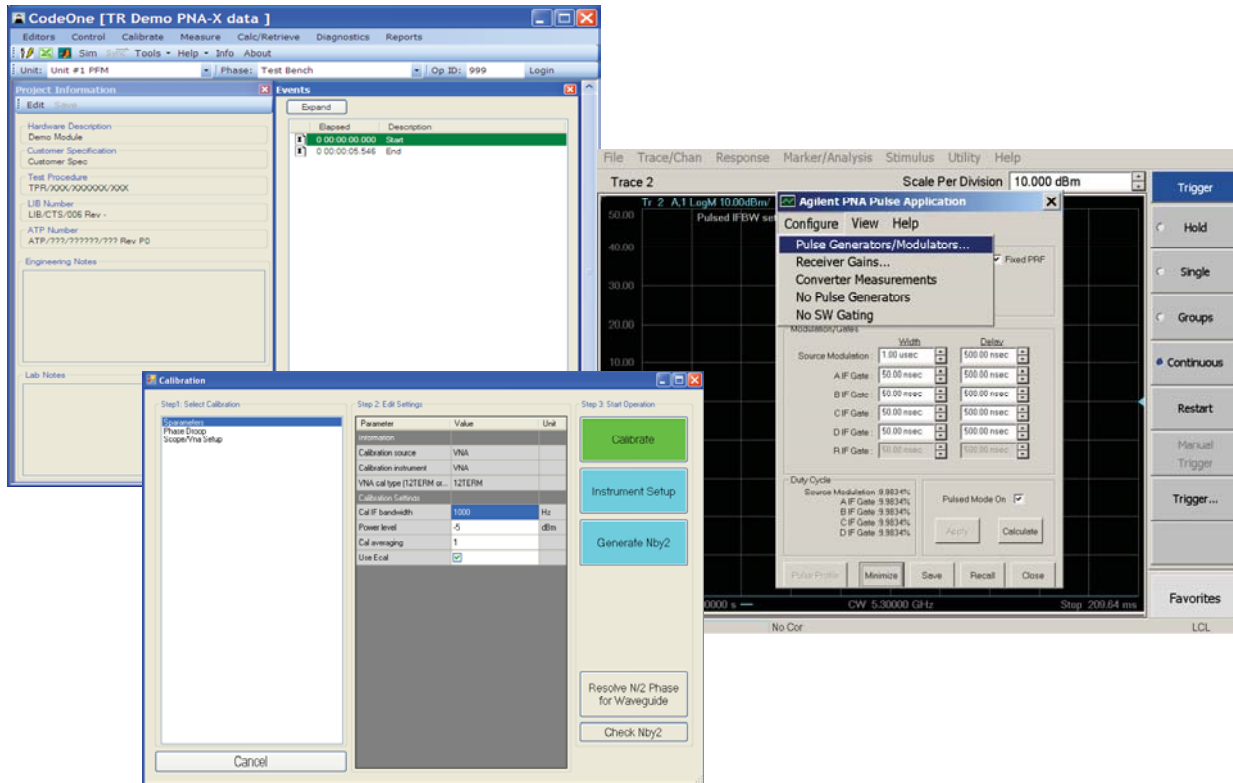 CodeOne [TR Demo PNA-X data ]
Editors Control Calibrate Measure Calc/Retrieve Diagnostics Reports
Sim Tools Help Info About
Unit: Unit #1 PFM Phase: Test Bench Op ID: 999 Login
Project Information
Edit Save
Hardware Description
Demo Module
Customer Specification
Customer Spec
Test Procedure
TPR/XXX/XXXXXX/XXX
LIB Number
LIB/CTS/006 Rev -
ATP Number
ATP/???/??????/??? Rev P0
Engineering Notes
Lab Notes
Events
Expand
Elapsed Description
0 00:00:00.000 Start
0 00:00:05.546 End
File Trace/Chan Response Marker/Analysis Stimulus Utility Help
Trace 2 Scale Per Division 10.000 dBm
Tr 2 A,1 LogM 10.00dBm/
50.00 Pulsed IFBW set
40.00
30.00
20.00
10.00
Agilent PNA Pulse Application
Configure View Help
Pulse Generators/Modulators...
Receiver Gains...
Converter Measurements
No Pulse Generators
No SW Gating
Fixed PRF
Modulation/Gates
Width Delay
Source Modulation : 1.00 usec 500.00 nsec
A IF Gate : 50.00 nsec 500.00 nsec
B IF Gate : 50.00 nsec 500.00 nsec
C IF Gate : 50.00 nsec 500.00 nsec
D IF Gate : 50.00 nsec 500.00 nsec
R IF Gate : 50.00 nsec 500.00 nsec
Duty Cycle
Source Modulation :9.9834%
A IF Gate :9.9834%
B IF Gate :9.9834%
C IF Gate :9.9834%
D IF Gate :9.9834%
Pulsed Mode On
Apply Calculate
Pulse Profile Minimize Save Recall Close
0000 s CW 5.30000 GHz Stop 209.64 ms
No Cor LCL
Trigger
Hold
Single
Groups
Continuous
Restart
Manual
Trigger
Trigger...
Favorites
Calibration
Step1: Select Calibration
Sparameters
Phase Droop
Scope/Vna Setup
Cancel
Step 2: Edit Settings
Parameter Value Unit
Information
Calibration source VNA
Calibration instrument VNA
VNA cal type (12TERM or... 12TERM
Calibration Settings
Cal IF bandwidth 1000 Hz
Power level -5 dBm
Cal averaging 1
Use Ecal
Step 3: Start Operation
Calibrate
Instrument Setup
Generate Nby2
Resolve N/2 Phase
for Waveguide
Check Nby2